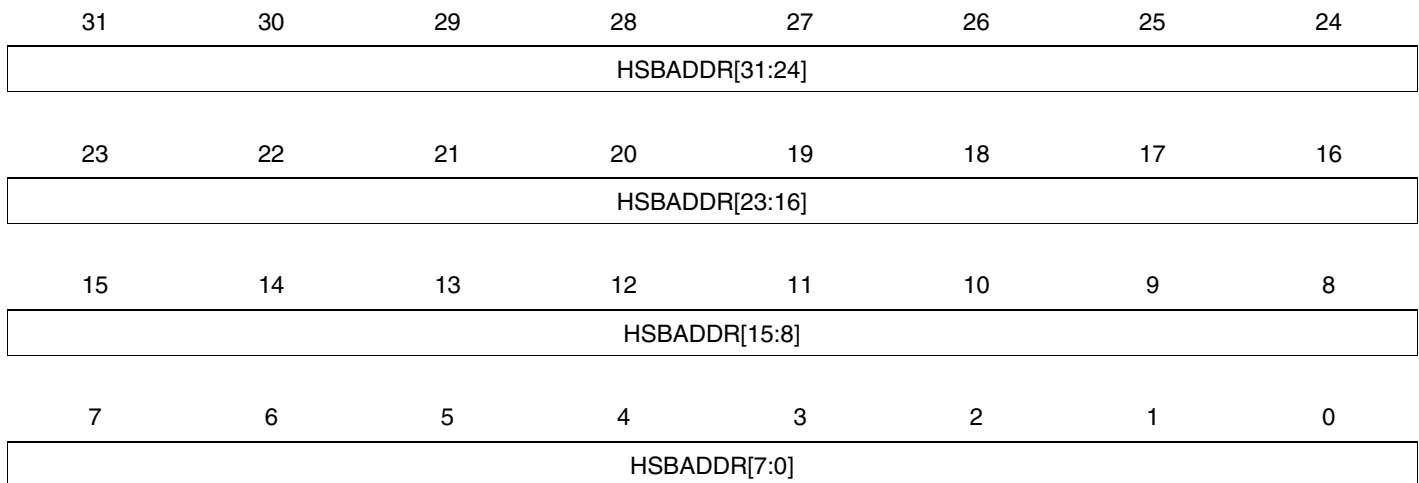 31 30 29 28 27 26 25 24
HSBADDR[31:24]
23 22 21 20 19 18 17 16
HSBADDR[23:16]
15 14 13 12 11 10 9 8
HSBADDR[15:8]
7 6 5 4 3 2 1 0
HSBADDR[7:0]